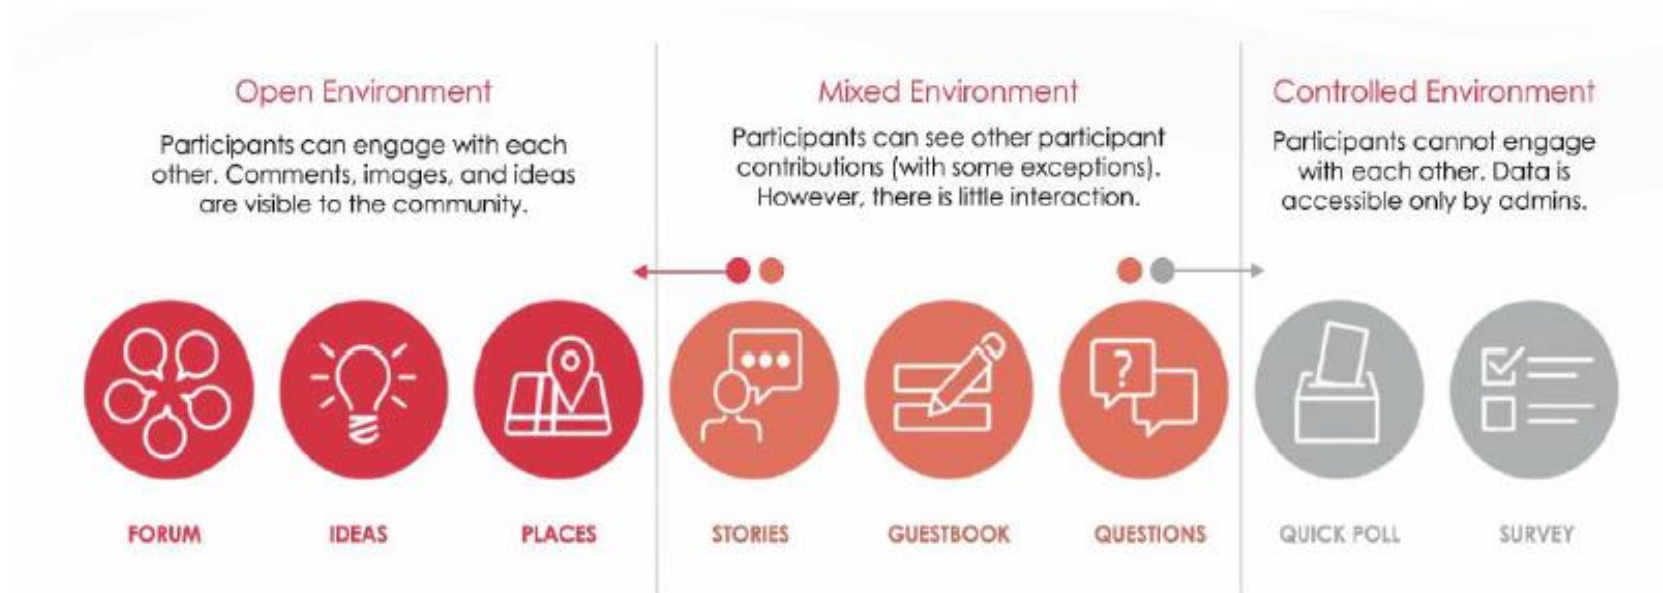 Open Environment
Participants can engage with each
other. Comments, images, and ideas
are visible to the community.
Mixed Environment
Participants can see other participant
contributions (with some exceptions).
However, there is little interaction.
Controlled Environment
Participants cannot engage
with each other. Data is
accessible only by admins.
?
FORUM
IDEAS
PLACES
STORIES
GUESTBOOK
QUESTIONS
QUICK POLL
SURVEY